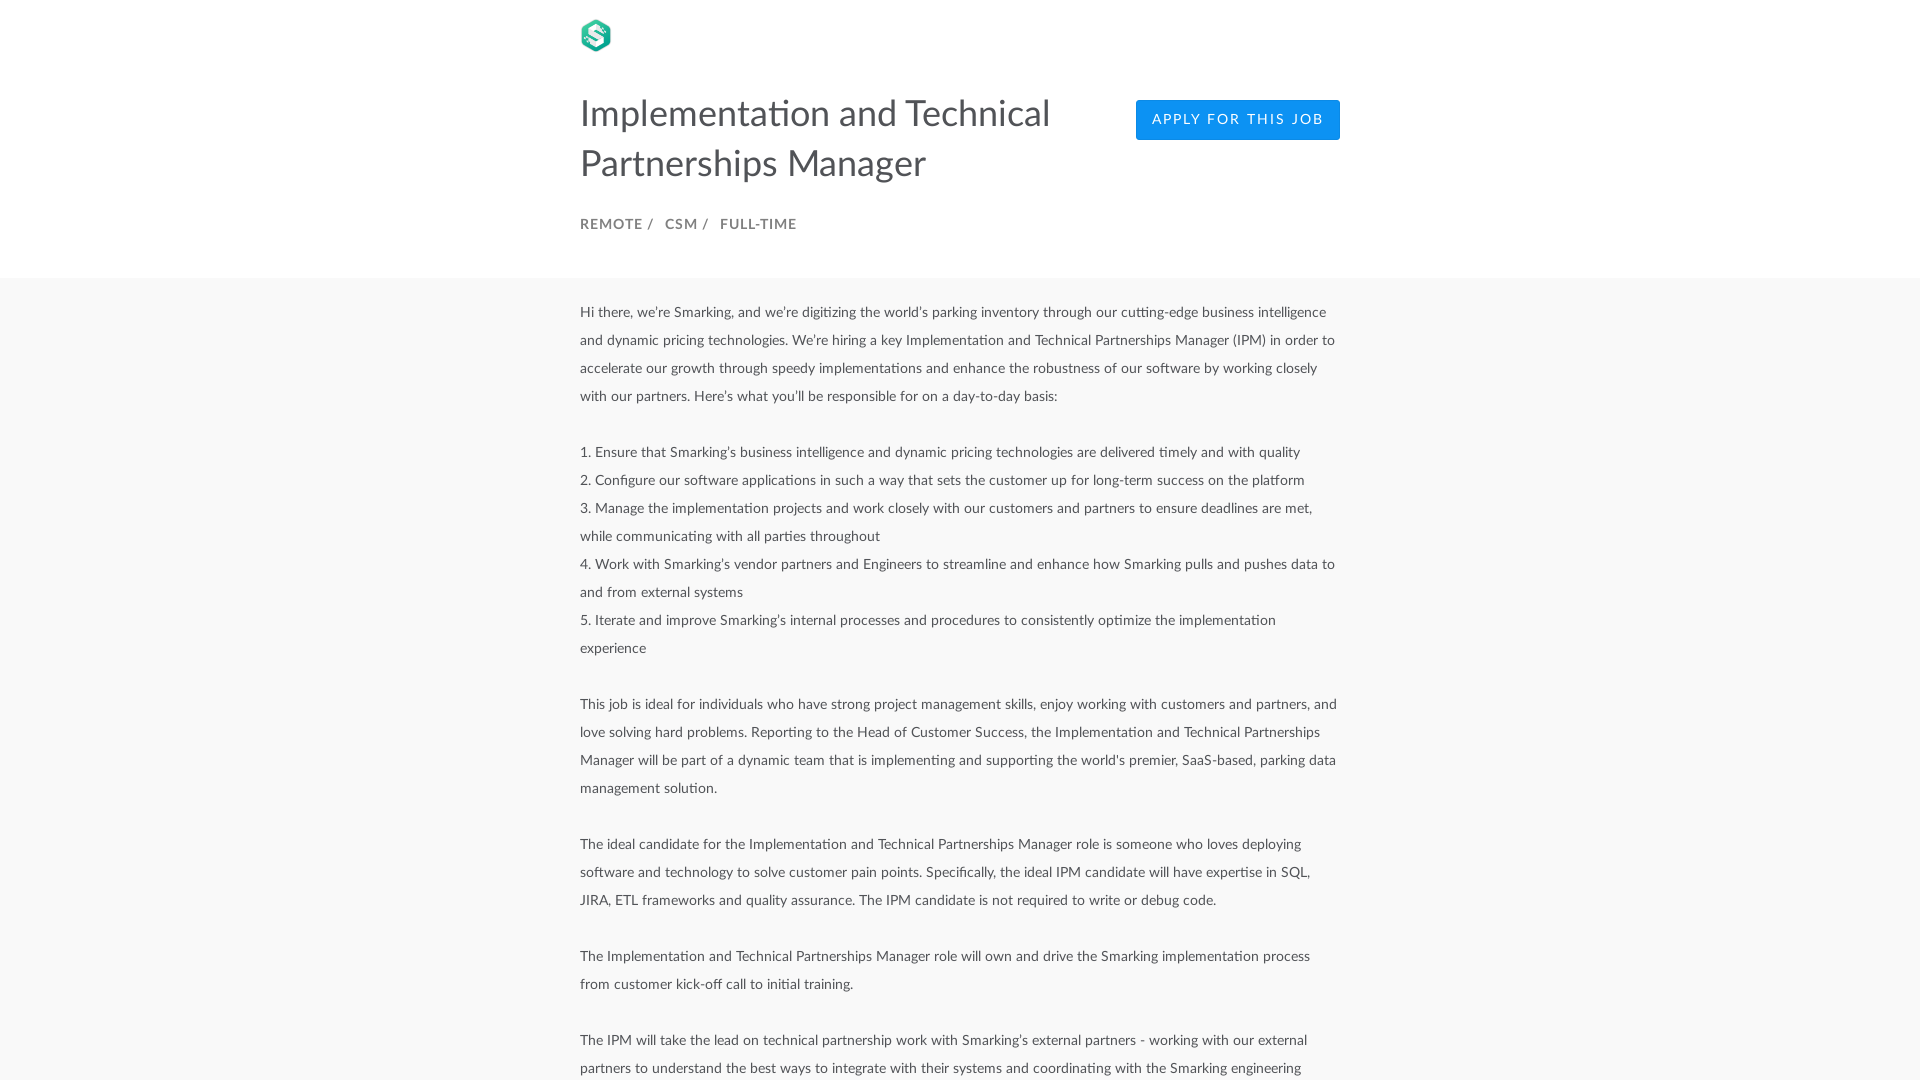 Implementation and Technical
Partnerships Manager
APPLY FOR THIS JOB
REMOTE / CSM / FULL-TIME
Hi there, we’re Smarking, and we’re digitizing the world’s parking inventory through our cutting-edge business intelligence
and dynamic pricing technologies. We’re hiring a key Implementation and Technical Partnerships Manager (IPM) in order to
accelerate our growth through speedy implementations and enhance the robustness of our software by working closely
with our partners. Here’s what you’ll be responsible for on a day-to-day basis:
1. Ensure that Smarking’s business intelligence and dynamic pricing technologies are delivered timely and with quality
2. Configure our software applications in such a way that sets the customer up for long-term success on the platform
3. Manage the implementation projects and work closely with our customers and partners to ensure deadlines are met,
while communicating with all parties throughout
4. Work with Smarking’s vendor partners and Engineers to streamline and enhance how Smarking pulls and pushes data to
and from external systems
5. Iterate and improve Smarking’s internal processes and procedures to consistently optimize the implementation
experience
This job is ideal for individuals who have strong project management skills, enjoy working with customers and partners, and
love solving hard problems. Reporting to the Head of Customer Success, the Implementation and Technical Partnerships
Manager will be part of a dynamic team that is implementing and supporting the world's premier, SaaS-based, parking data
management solution.
The ideal candidate for the Implementation and Technical Partnerships Manager role is someone who loves deploying
software and technology to solve customer pain points. Specifically, the ideal IPM candidate will have expertise in SQL,
JIRA, ETL frameworks and quality assurance. The IPM candidate is not required to write or debug code.
The Implementation and Technical Partnerships Manager role will own and drive the Smarking implementation process
from customer kick-off call to initial training.
The IPM will take the lead on technical partnership work with Smarking’s external partners - working with our external
partners to understand the best ways to integrate with their systems and coordinating with the Smarking engineering